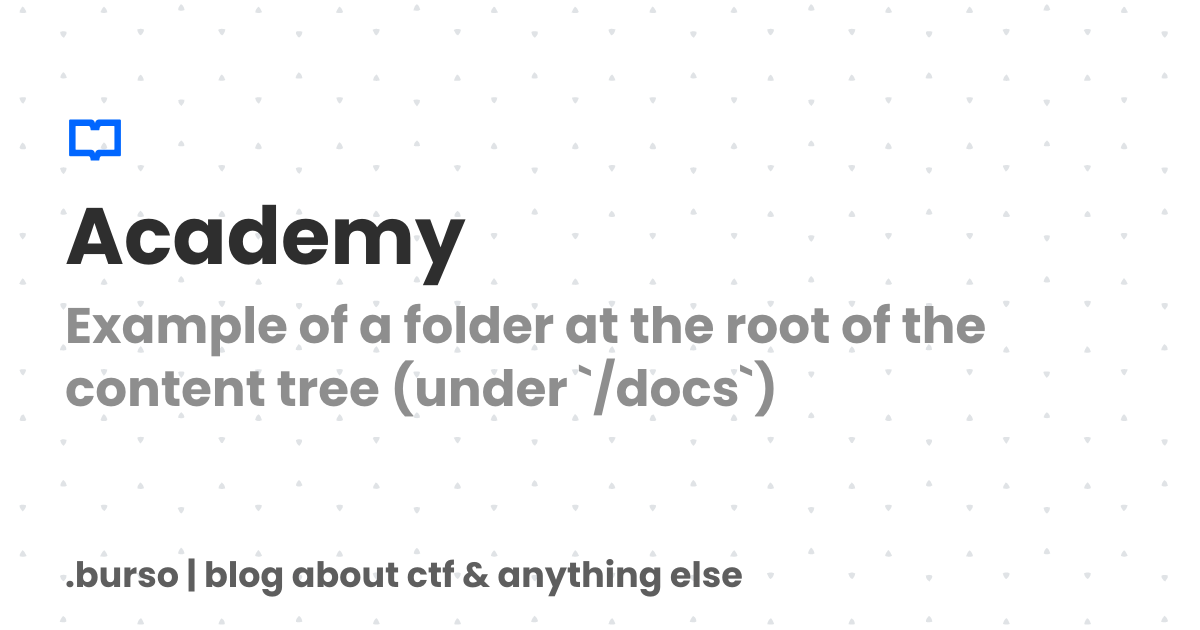 Academy
Example of a folder at the root of the
content tree (under `/docs`)
.burso | blog about ctf & anything else